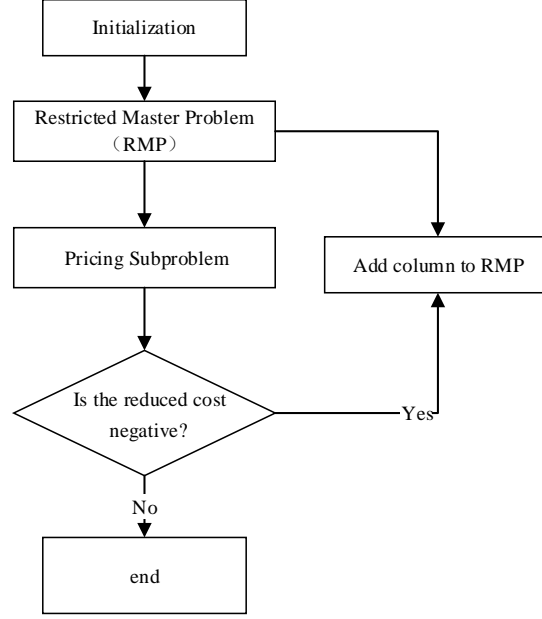 Initialization
Restricted Master Problem
（RMP）
Pricing Subproblem
Add column to RMP
Is the reduced cost
negative?
Yes
No
end